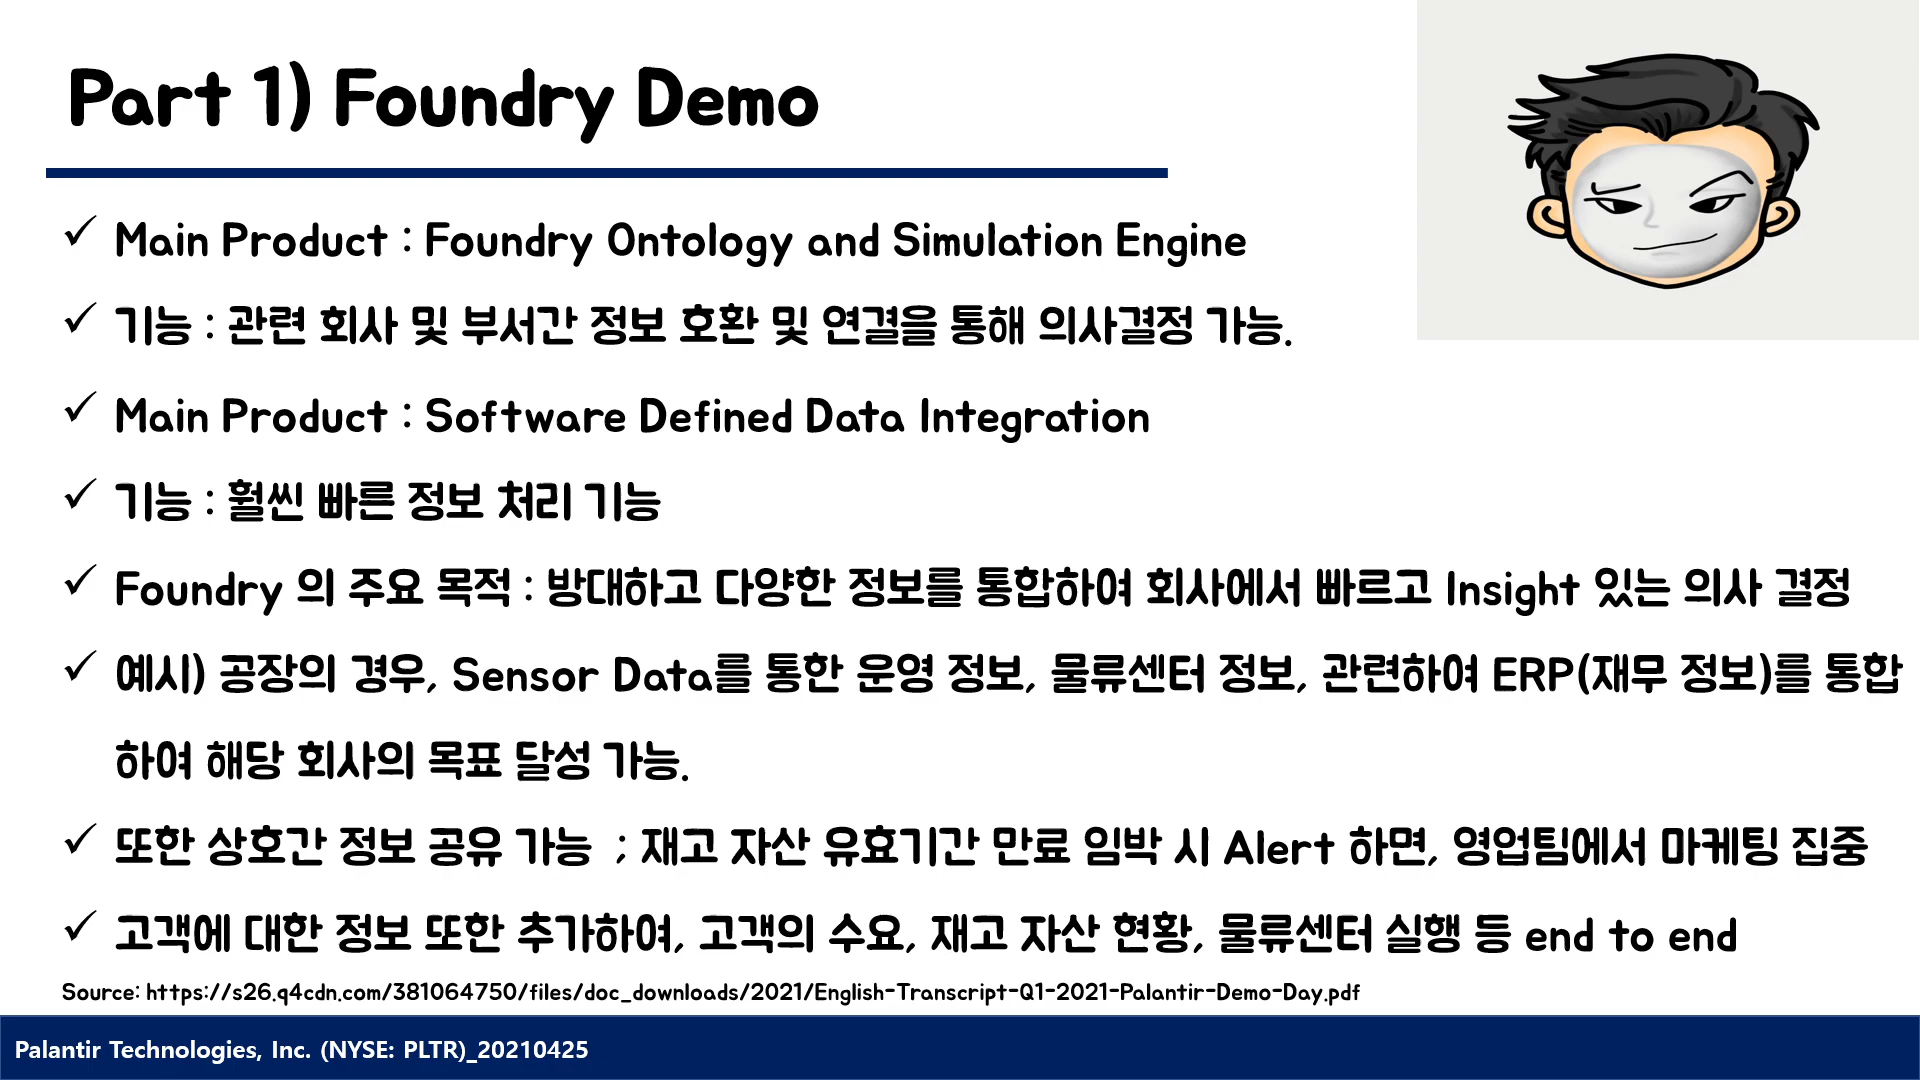 Part 1) Foundry Demo
✓ Main Product : Foundry Ontology and Simulation Engine
✓ 기능 : 관련 회사 및 부서간 정보 호환 및 연결을 통해 의사결정 가능.
✓ Main Product : Software Defined Data Integration
✓ 기능 : 훨씬 빠른 정보 처리 기능
✓ Foundry 의 주요 목적 : 방대하고 다양한 정보를 통합하여 회사에서 빠르고 Insight 있는 의사 결정
✓ 예시) 공장의 경우, Sensor Data를 통한 운영 정보, 물류센터 정보, 관련하여 ERP(재무 정보)를 통합
하여 해당 회사의 목표 달성 가능.
✓ 또한 상호간 정보 공유 가능 ; 재고 자산 유효기간 만료 임박 시 Alert 하면, 영업팀에서 마케팅 집중
✓ 고객에 대한 정보 또한 추가하여, 고객의 수요, 재고 자산 현황, 물류센터 실행 등 end to end
Source: https://s26.q4cdn.com/381064750/files/doc_downloads/2021/English-Transcript-Q1-2021-Palantir-Demo-Day.pdf
Palantir Technologies, Inc. (NYSE: PLTR)_20210425